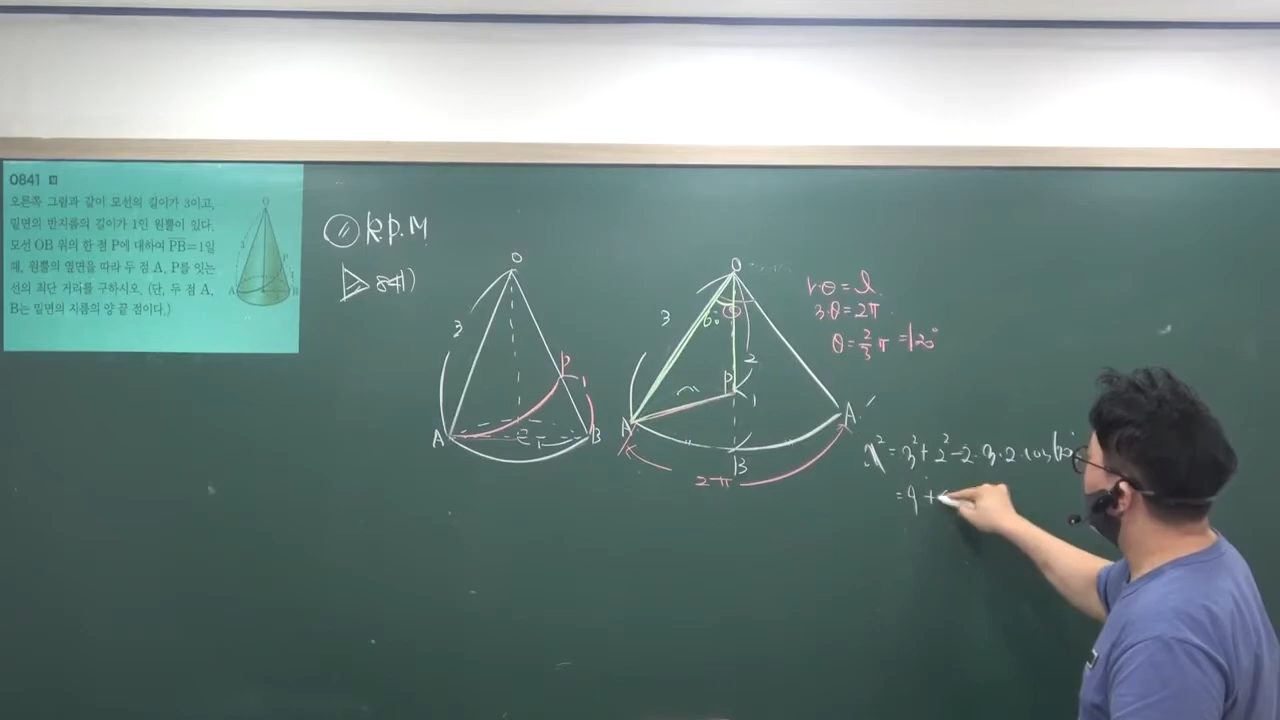 0841
오른쪽 그림과 같이 모선의 길이가 3이고,
밑면의 반지름의 길이가 1인 원뿔이 있다.
모선 OB 위의 한 점 P에 대하여 PB=1일
때, 원뿔의 옆면을 따라 두 점 A, P를 잇는
선의 최단 거리를 구하시오. (단, 두 점 A,
B는 밑면의 지름의 양 끝 점이다.)
O
3
P
1
A
B
R.P.M
841)
O
3
P
1
A
1
B
O
3
60°
θ
2
P
1
A
A′
B
2π
rθ=l
3·θ=2π
θ=2/3π=120°
x²=3²+2²-2·3·2·cos60°
=9+